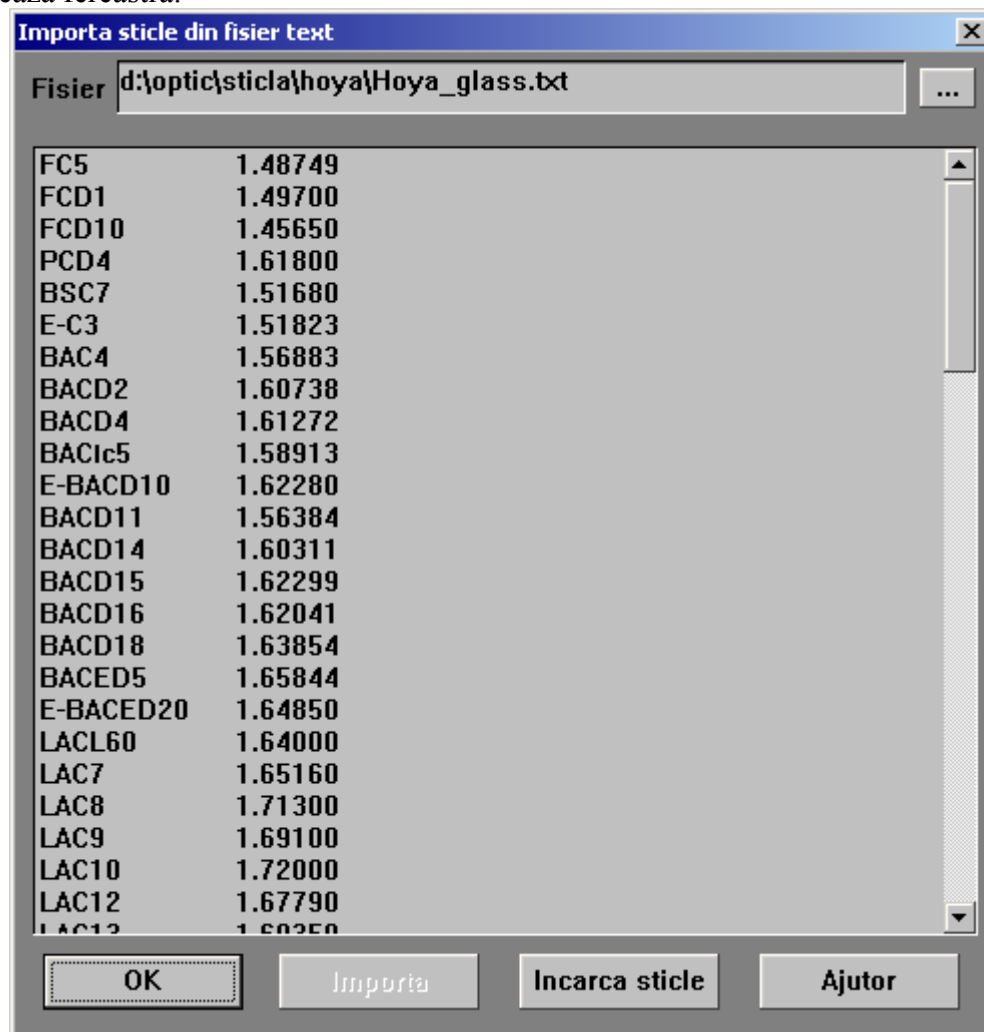 fereastra:
Importa sticle din fisier text
Fisier d:\optic\sticla\hoya\Hoya_glass.txt ...
FC5 1.48749
FCD1 1.49700
FCD10 1.45650
PCD4 1.61800
BSC7 1.51680
E-C3 1.51823
BAC4 1.56883
BACD2 1.60738
BACD4 1.61272
BACIc5 1.58913
E-BACD10 1.62280
BACD11 1.56384
BACD14 1.60311
BACD15 1.62299
BACD16 1.62041
BACD18 1.63854
BACED5 1.65844
E-BACED20 1.64850
LACL60 1.64000
LAC7 1.65160
LAC8 1.71300
LAC9 1.69100
LAC10 1.72000
LAC12 1.67790
LAC13 1.69350
OK Importa Incarca sticle Ajutor